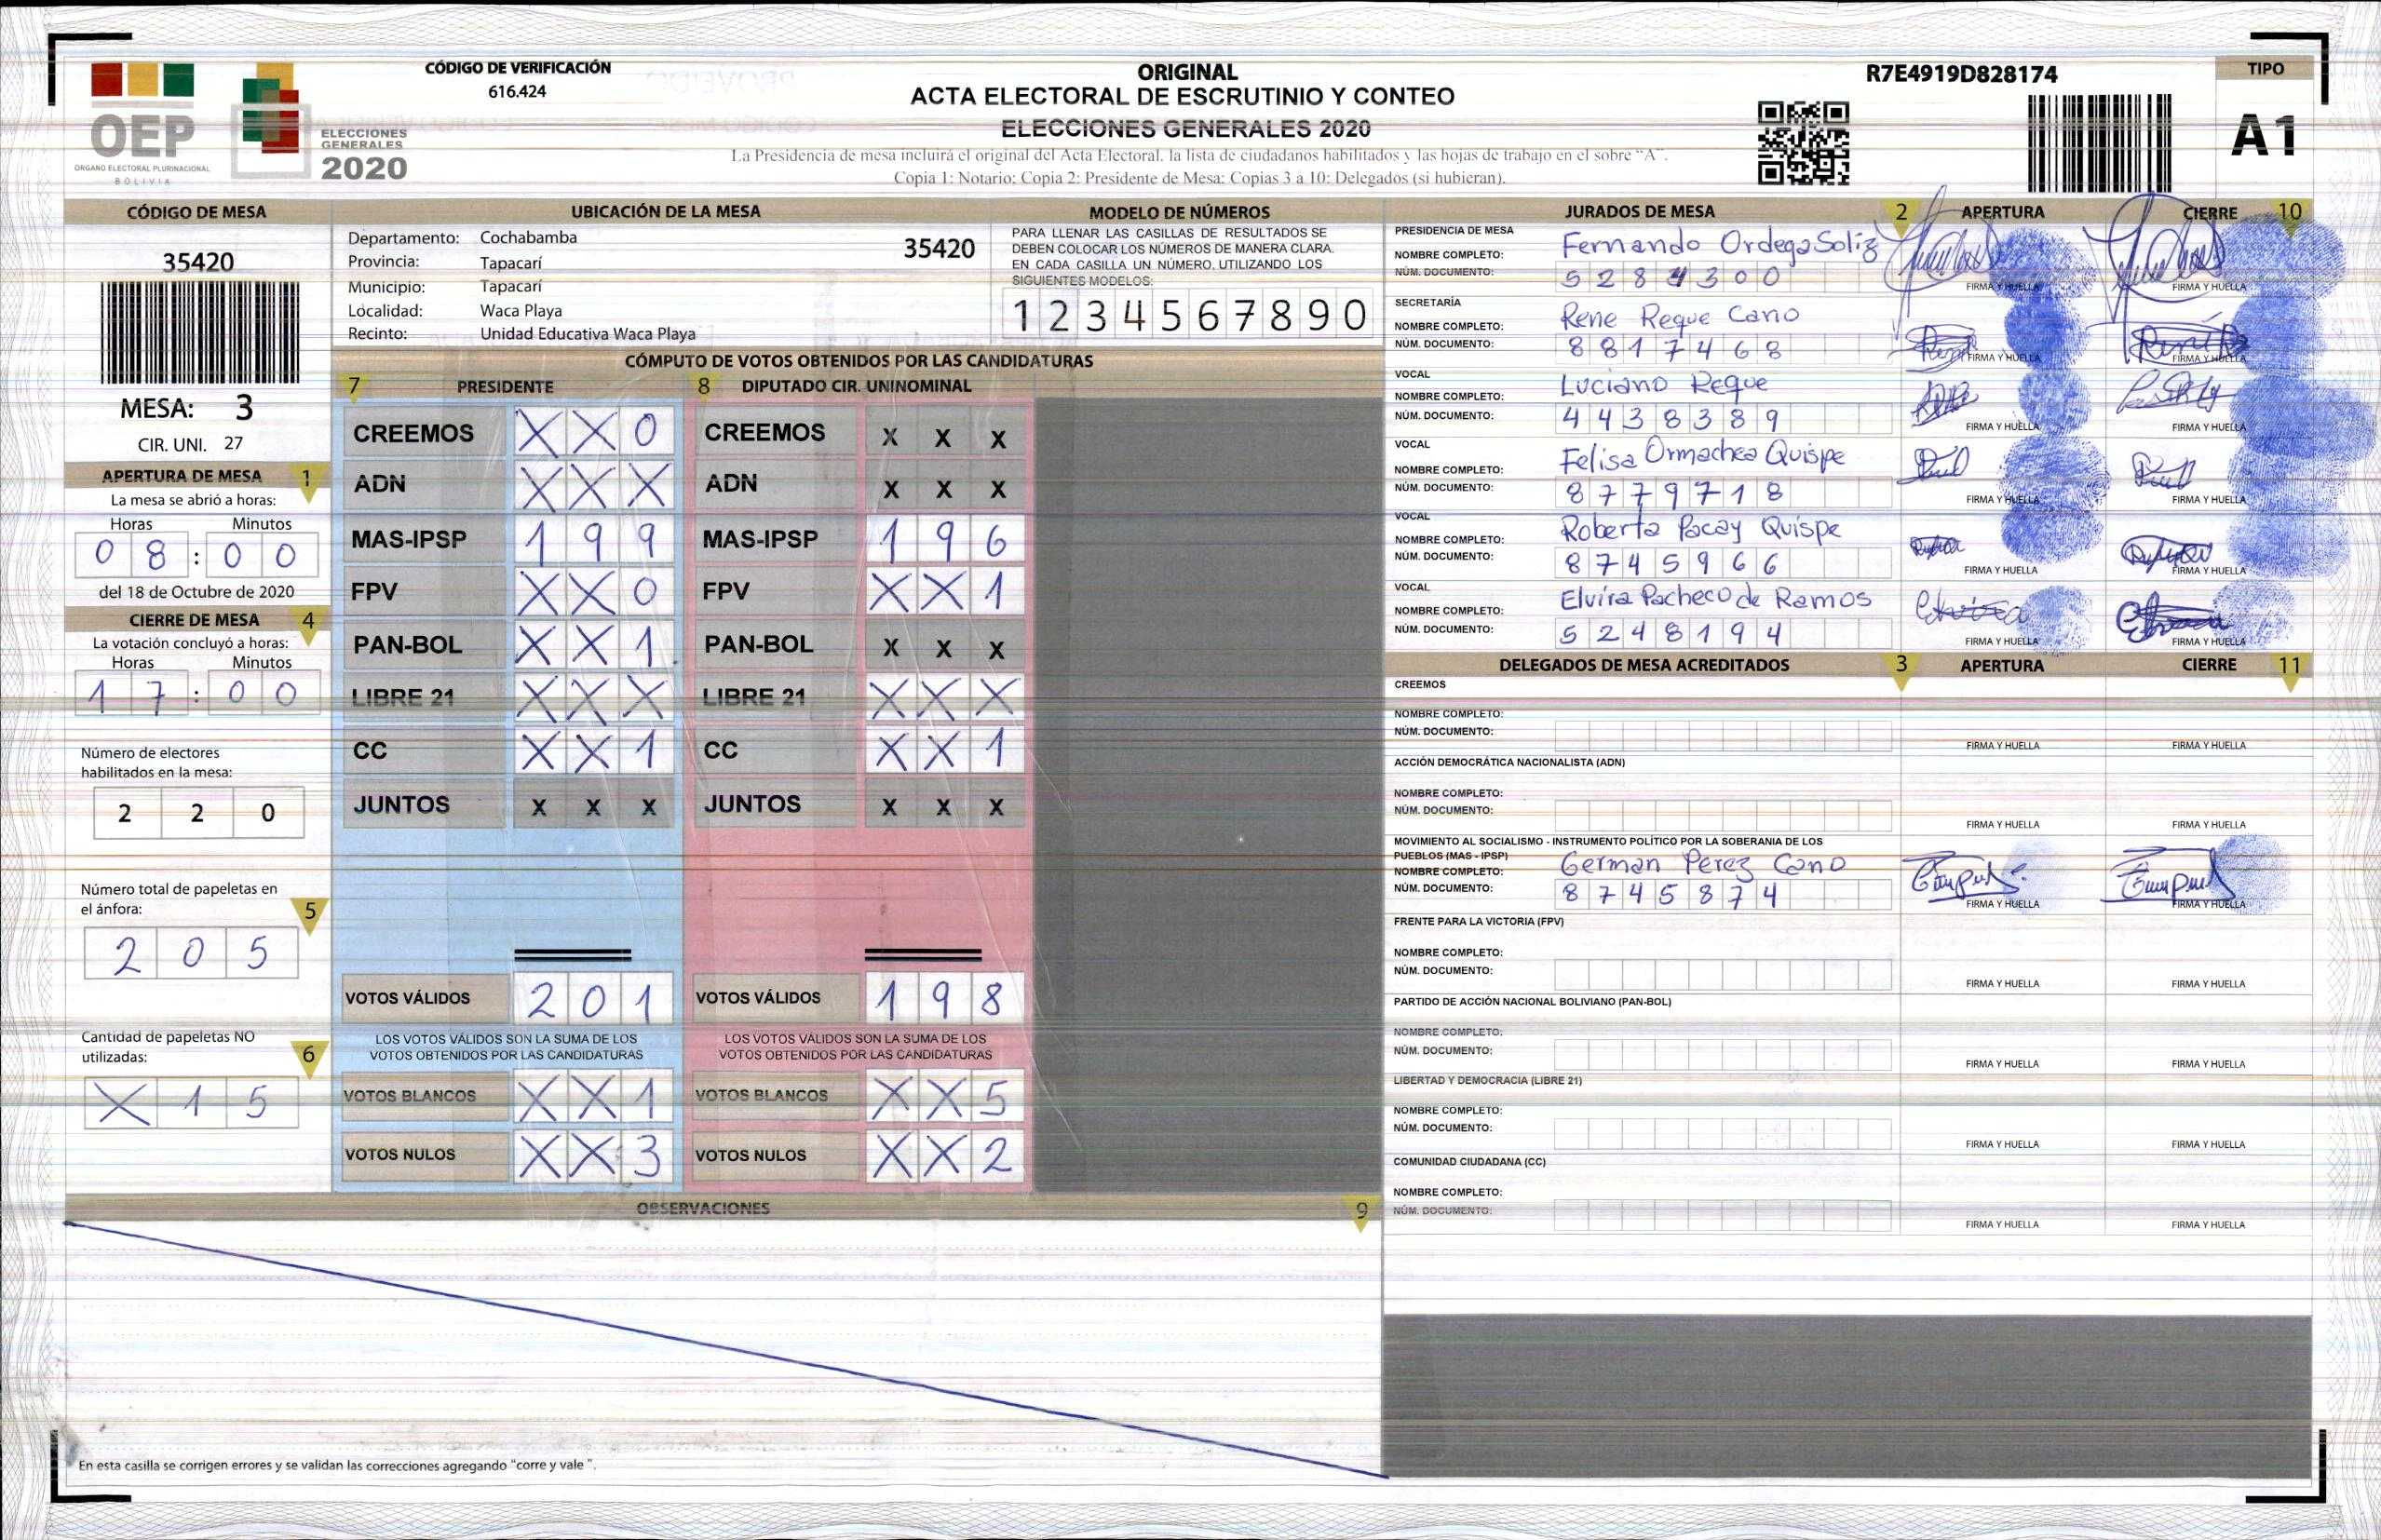 CÓDIGO DE VERIFICACIÓN
616.424
OEP
ORGANO ELECTORAL PLURINACIONAL
BOLIVIA
ELECCIONES
GENERALES
2020
ORIGINAL
ACTA ELECTORAL DE ESCRUTINIO Y CONTEO
ELECCIONES GENERALES 2020
La Presidencia de mesa incluirá el original del Acta Electoral, la lista de ciudadanos habilitados y las hojas de trabajo en el sobre "A".
Copia 1: Notario; Copia 2: Presidente de Mesa; Copias 3 a 10: Delegados (si hubieran).
R7E4919D828174
TIPO
A1
CÓDIGO DE MESA
35420
MESA: 3
CIR. UNI. 27
APERTURA DE MESA 1
La mesa se abrió a horas:
Horas Minutos
0 8 : 0 0
del 18 de Octubre de 2020
CIERRE DE MESA 4
La votación concluyó a horas:
Horas Minutos
1 7 : 0 0
Número de electores
habilitados en la mesa:
2 2 0
Número total de papeletas en
el ánfora: 5
2 0 5
Cantidad de papeletas NO
utilizadas: 6
X 1 5
UBICACIÓN DE LA MESA
Departamento: Cochabamba
35420
Provincia: Tapacarí
Municipio: Tapacarí
Localidad: Waca Playa
Recinto: Unidad Educativa Waca Playa
MODELO DE NÚMEROS
PARA LLENAR LAS CASILLAS DE RESULTADOS SE
DEBEN COLOCAR LOS NÚMEROS DE MANERA CLARA.
EN CADA CASILLA UN NÚMERO, UTILIZANDO LOS
SIGUIENTES MODELOS:
1 2 3 4 5 6 7 8 9 0
CÓMPUTO DE VOTOS OBTENIDOS POR LAS CANDIDATURAS
7 PRESIDENTE
CREEMOS X X 0
ADN X X X
MAS-IPSP 1 9 9
FPV X X 0
PAN-BOL X X 1
LIBRE 21 X X X
CC X X 1
JUNTOS X X X
VOTOS VÁLIDOS 2 0 1
LOS VOTOS VÁLIDOS SON LA SUMA DE LOS
VOTOS OBTENIDOS POR LAS CANDIDATURAS
VOTOS BLANCOS X X 1
VOTOS NULOS X X 3
8 DIPUTADO CIR. UNINOMINAL
CREEMOS X X X
ADN X X X
MAS-IPSP 1 9 6
FPV X X 1
PAN-BOL X X X
LIBRE 21 X X X
CC X X 1
JUNTOS X X X
VOTOS VÁLIDOS 1 9 8
LOS VOTOS VÁLIDOS SON LA SUMA DE LOS
VOTOS OBTENIDOS POR LAS CANDIDATURAS
VOTOS BLANCOS X X 5
VOTOS NULOS X X 2
OBSERVACIONES 9
En esta casilla se corrigen errores y se validan las correcciones agregando "corre y vale ".
JURADOS DE MESA 2 APERTURA CIERRE 10
PRESIDENCIA DE MESA
NOMBRE COMPLETO: Fernando Ordega Soliz
NÚM. DOCUMENTO: 5 2 8 4 3 0 0
FIRMA Y HUELLA FIRMA Y HUELLA
SECRETARÍA
NOMBRE COMPLETO: Rene Reque Cano
NÚM. DOCUMENTO: 8 8 1 7 4 6 8
FIRMA Y HUELLA FIRMA Y HUELLA
VOCAL
NOMBRE COMPLETO: Luciano Reque
NÚM. DOCUMENTO: 4 4 3 8 3 8 9
FIRMA Y HUELLA FIRMA Y HUELLA
VOCAL
NOMBRE COMPLETO: Felisa Ormachea Quispe
NÚM. DOCUMENTO: 8 7 7 9 7 1 8
FIRMA Y HUELLA FIRMA Y HUELLA
VOCAL
NOMBRE COMPLETO: Roberta Pacay Quispe
NÚM. DOCUMENTO: 8 7 4 5 9 6 6
FIRMA Y HUELLA FIRMA Y HUELLA
VOCAL
NOMBRE COMPLETO: Elvira Pacheco de Ramos
NÚM. DOCUMENTO: 5 2 4 8 1 9 4
FIRMA Y HUELLA FIRMA Y HUELLA
DELEGADOS DE MESA ACREDITADOS 3 APERTURA CIERRE 11
CREEMOS
NOMBRE COMPLETO:
NÚM. DOCUMENTO:
FIRMA Y HUELLA FIRMA Y HUELLA
ACCIÓN DEMOCRÁTICA NACIONALISTA (ADN)
NOMBRE COMPLETO:
NÚM. DOCUMENTO:
FIRMA Y HUELLA FIRMA Y HUELLA
MOVIMIENTO AL SOCIALISMO - INSTRUMENTO POLÍTICO POR LA SOBERANIA DE LOS
PUEBLOS (MAS - IPSP)
NOMBRE COMPLETO: German Perez Cano
NÚM. DOCUMENTO: 8 7 4 5 8 7 4
FIRMA Y HUELLA FIRMA Y HUELLA
FRENTE PARA LA VICTORIA (FPV)
NOMBRE COMPLETO:
NÚM. DOCUMENTO:
FIRMA Y HUELLA FIRMA Y HUELLA
PARTIDO DE ACCIÓN NACIONAL BOLIVIANO (PAN-BOL)
NOMBRE COMPLETO:
NÚM. DOCUMENTO:
FIRMA Y HUELLA FIRMA Y HUELLA
LIBERTAD Y DEMOCRACIA (LIBRE 21)
NOMBRE COMPLETO:
NÚM. DOCUMENTO:
FIRMA Y HUELLA FIRMA Y HUELLA
COMUNIDAD CIUDADANA (CC)
NOMBRE COMPLETO:
NÚM. DOCUMENTO:
FIRMA Y HUELLA FIRMA Y HUELLA